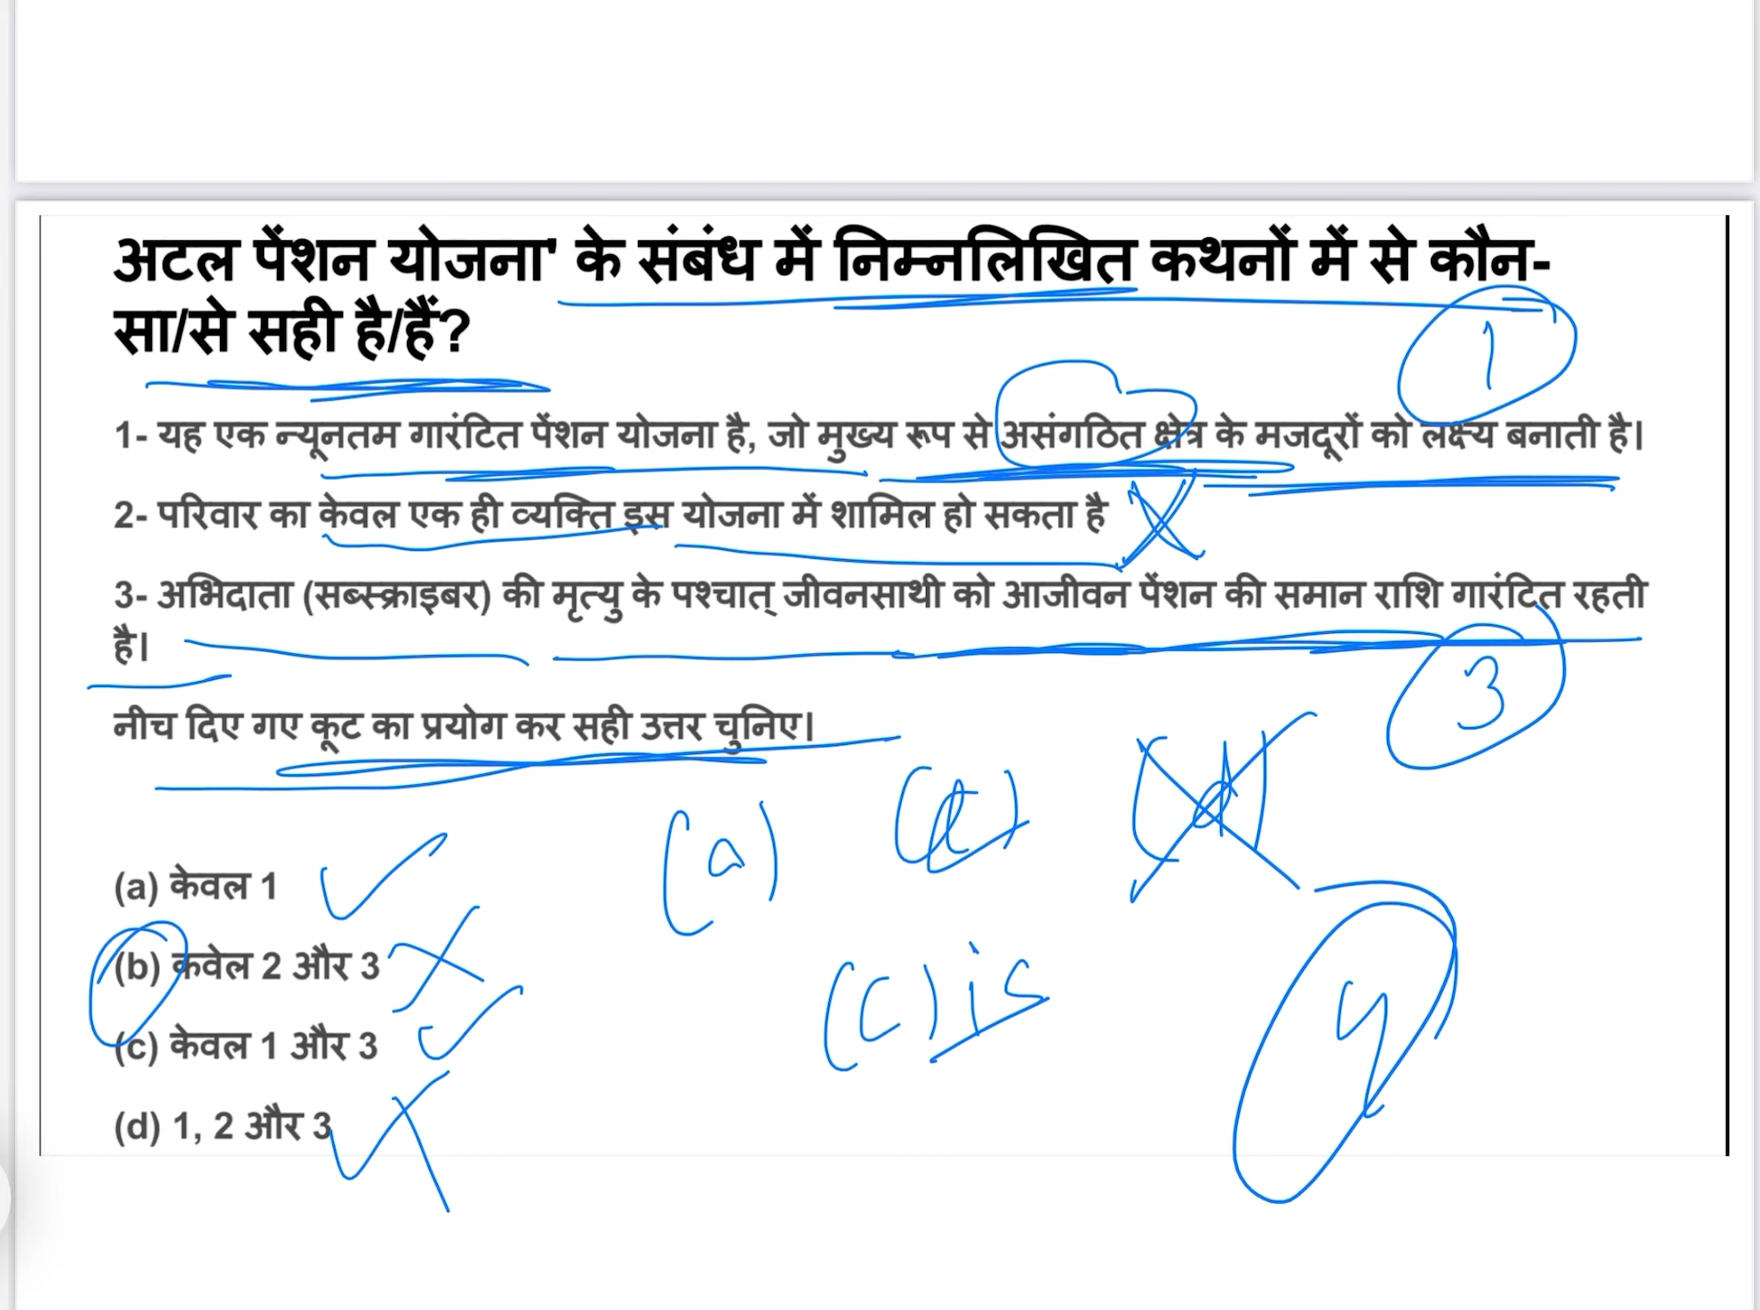 अटल पेंशन योजना' के संबंध में निम्नलिखित कथनों में से कौन-
सा/से सही है/हैं?
1
1- यह एक न्यूनतम गारंटित पेंशन योजना है, जो मुख्य रूप से असंगठित क्षेत्र के मजदूरों को लक्ष्य बनाती है।
2- परिवार का केवल एक ही व्यक्ति इस योजना में शामिल हो सकता है
3- अभिदाता (सब्स्क्राइबर) की मृत्यु के पश्चात् जीवनसाथी को आजीवन पेंशन की समान राशि गारंटित रहती
है।
3
नीच दिए गए कूट का प्रयोग कर सही उत्तर चुनिए।
(a) (d)
(a) केवल 1
(b) कवेल 2 और 3
(c) is
(c) केवल 1 और 3
(d) 1, 2 और 3